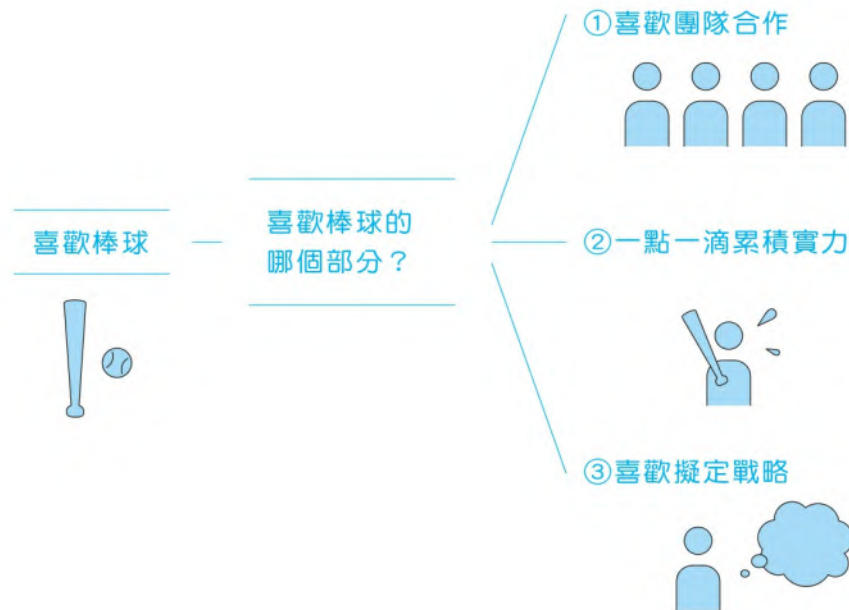 ①喜歡團隊合作
喜歡棒球
喜歡棒球的
哪個部分？
②一點一滴累積實力
③喜歡擬定戰略